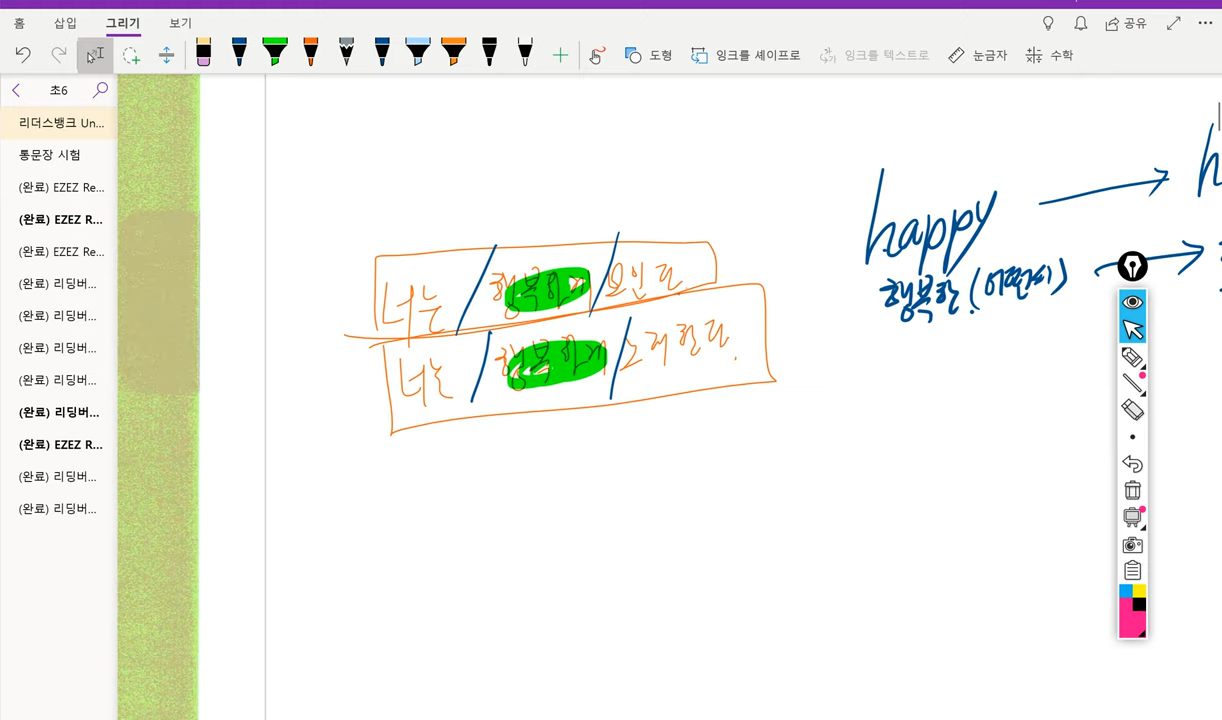 홈 삽입 그리기 보기
공유
도형 잉크를 셰이프로 잉크를 텍스트로 눈금자 수학
초6
리더스뱅크 Un...
통문장 시험
(완료) EZEZ Re...
(완료) EZEZ R...
(완료) EZEZ Re...
(완료) 리딩버...
(완료) 리딩버...
(완료) 리딩버...
(완료) 리딩버...
(완료) 리딩버...
(완료) EZEZ R...
(완료) 리딩버...
(완료) 리딩버...
너는 / 행복하게 / 보인다
너는 / 행복하게 / 노래한다.
happy → h
행복한 (어떤씨) →